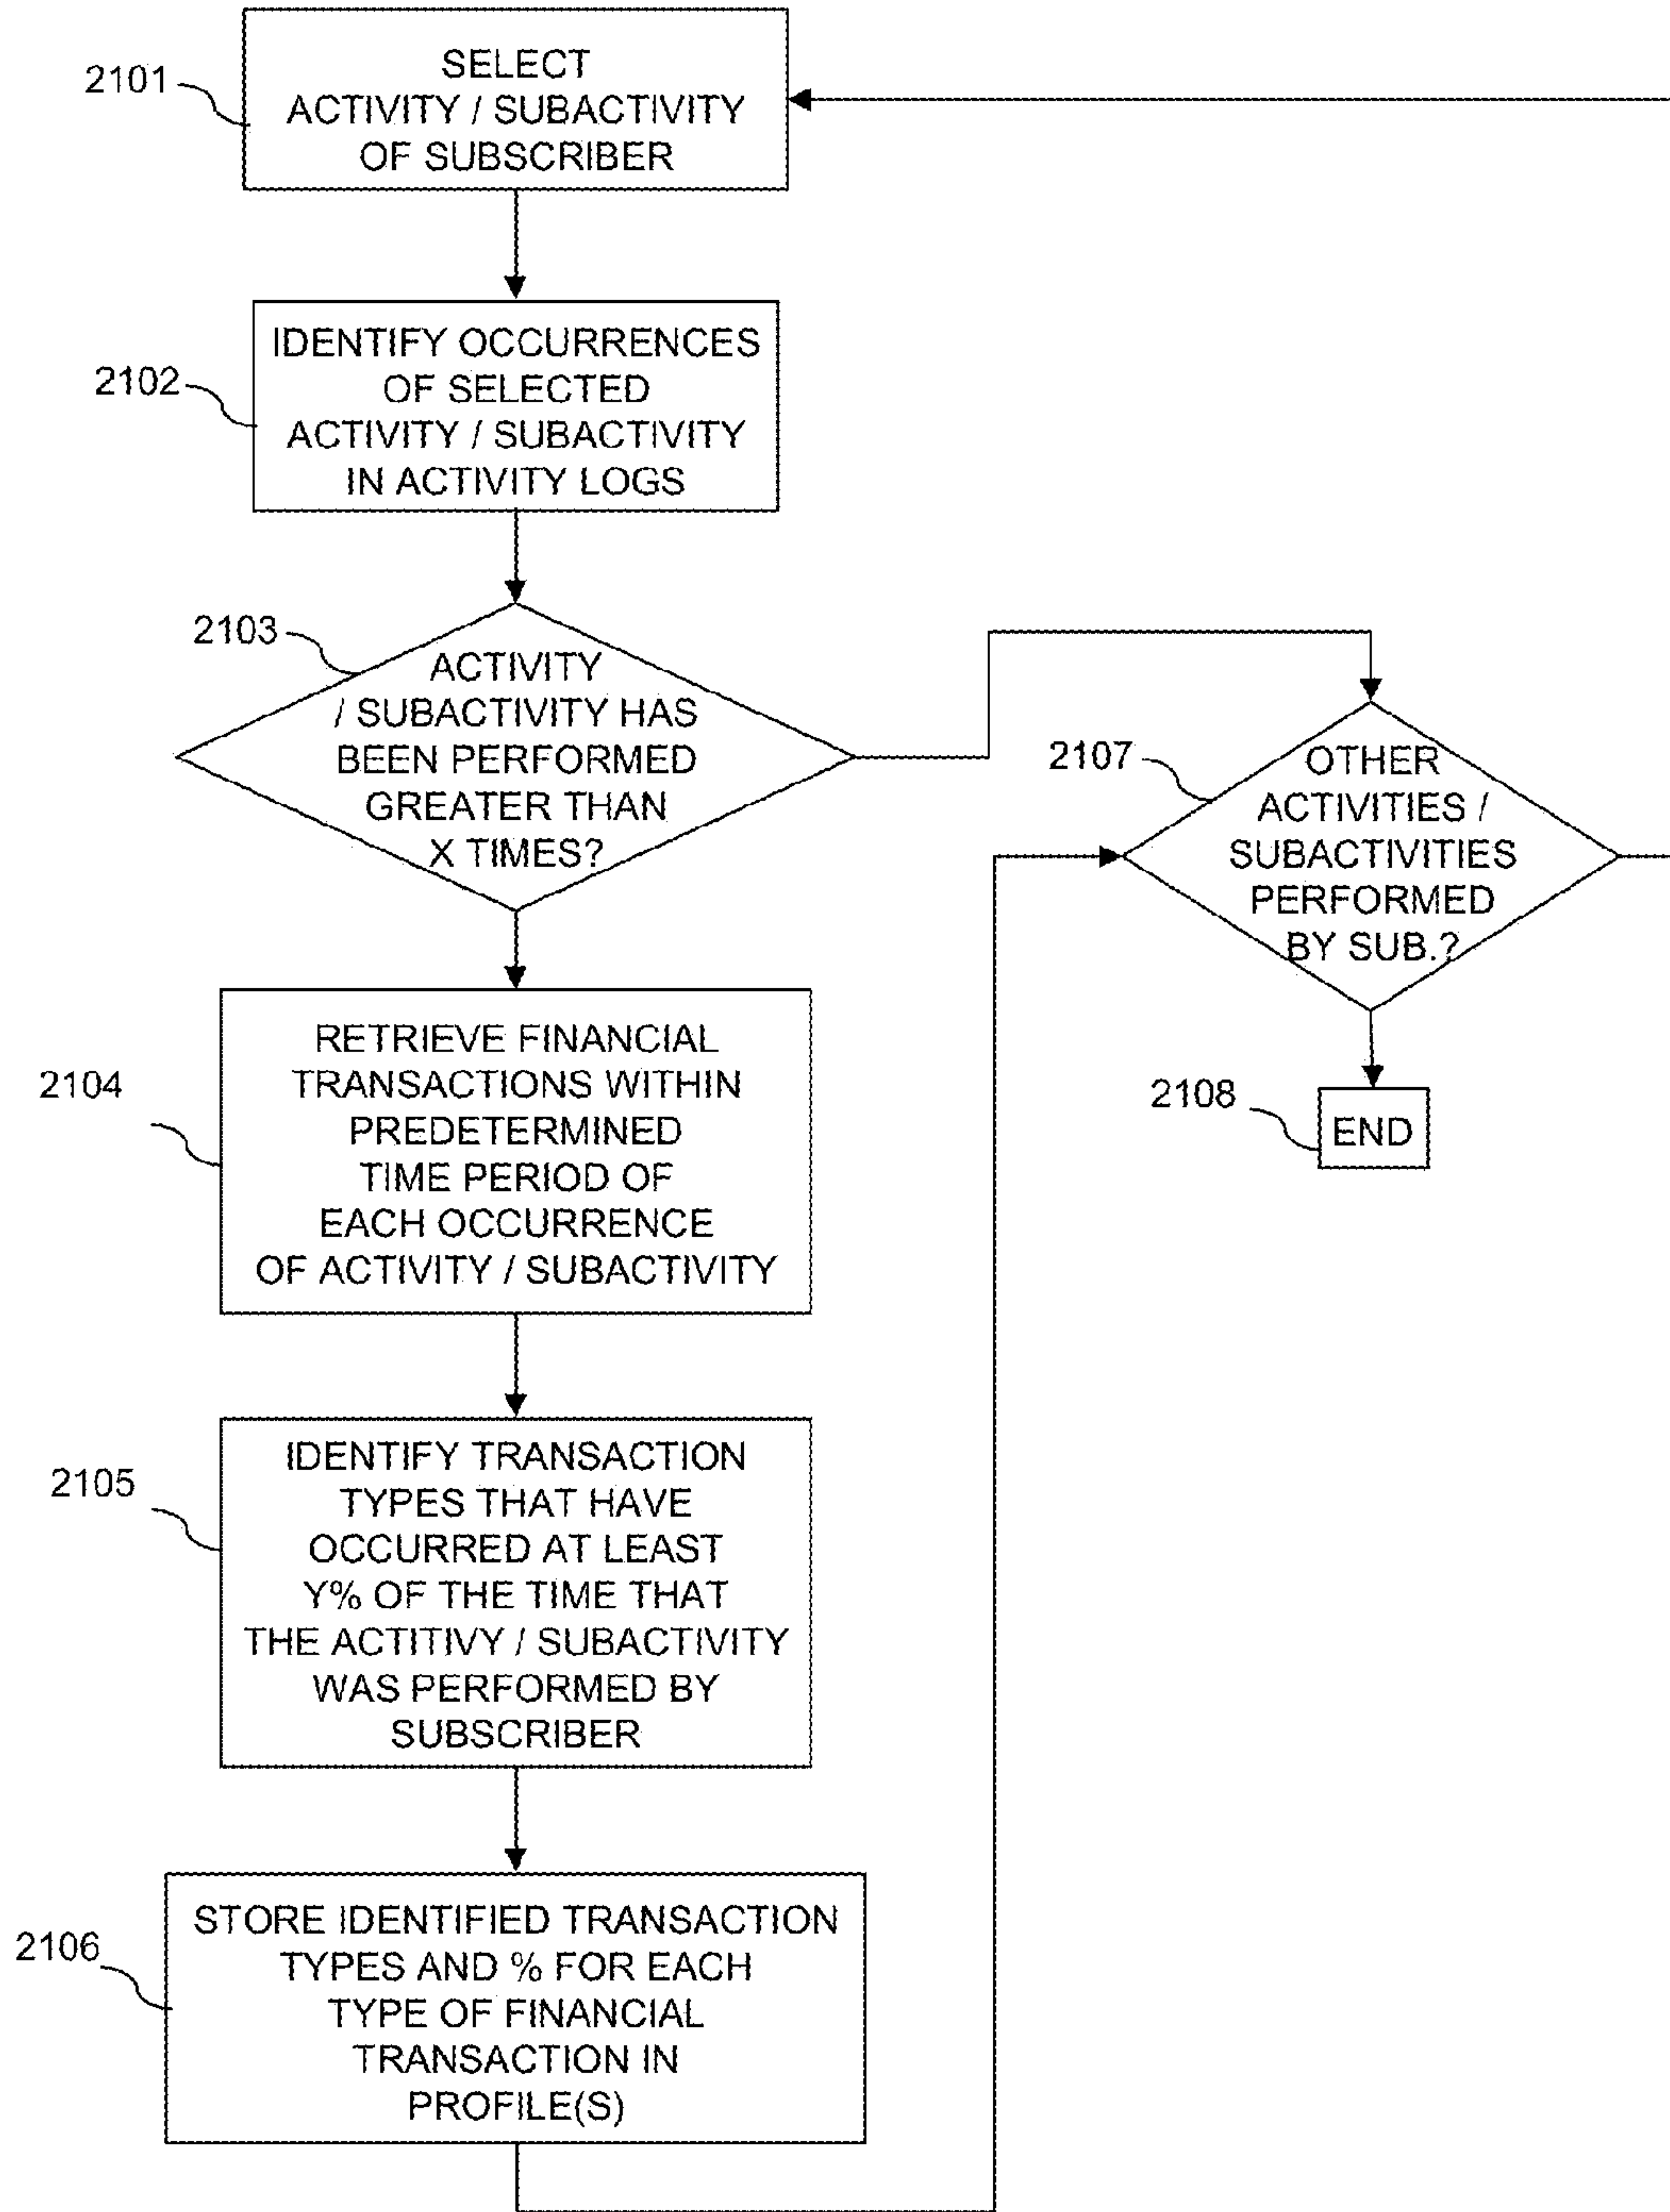 2101
SELECT
ACTIVITY / SUBACTIVITY
OF SUBSCRIBER
2102
IDENTIFY OCCURRENCES
OF SELECTED
ACTIVITY / SUBACTIVITY
IN ACTIVITY LOGS
2103
ACTIVITY
/ SUBACTIVITY HAS
BEEN PERFORMED
GREATER THAN
X TIMES?
2107
OTHER
ACTIVITIES /
SUBACTIVITIES
PERFORMED
BY SUB.?
2104
RETRIEVE FINANCIAL
TRANSACTIONS WITHIN
PREDETERMINED
TIME PERIOD OF
EACH OCCURRENCE
OF ACTIVITY / SUBACTIVITY
2108
END
2105
IDENTIFY TRANSACTION
TYPES THAT HAVE
OCCURRED AT LEAST
Y% OF THE TIME THAT
THE ACTITIVY / SUBACTIVITY
WAS PERFORMED BY
SUBSCRIBER
2106
STORE IDENTIFIED TRANSACTION
TYPES AND % FOR EACH
TYPE OF FINANCIAL
TRANSACTION IN
PROFILE(S)